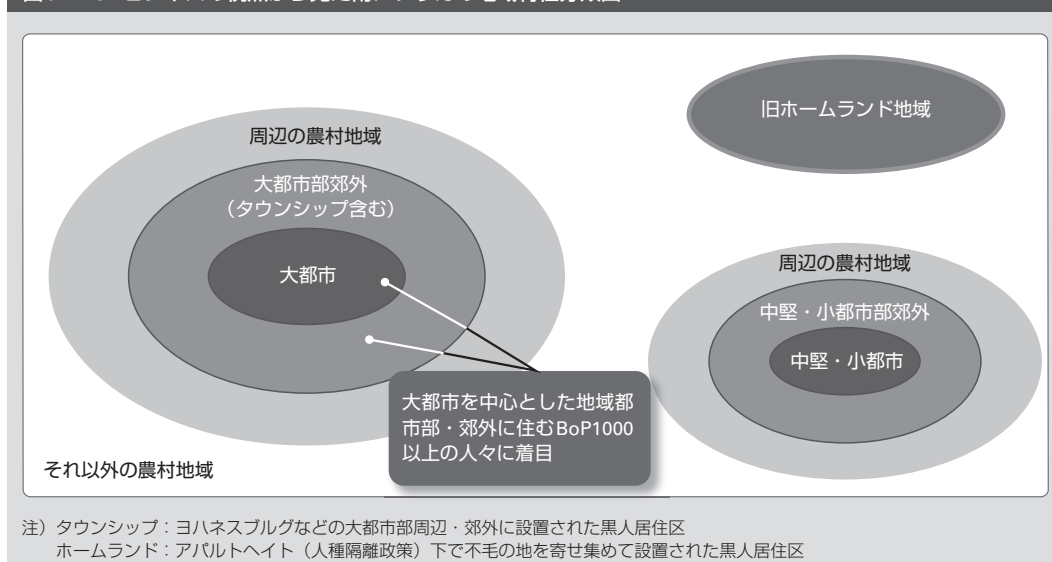 旧ホームランド地域
周辺の農村地域
大都市部郊外
（タウンシップ含む）
大都市
周辺の農村地域
中堅・小都市部郊外
中堅・小都市
大都市を中心とした地域都
市部・郊外に住むBoP1000
以上の人々に着目
それ以外の農村地域
注）タウンシップ：ヨハネスブルグなどの大都市部周辺・郊外に設置された黒人居住区
ホームランド：アパルトヘイト（人種隔離政策）下で不毛の地を寄せ集めて設置された黒人居住区